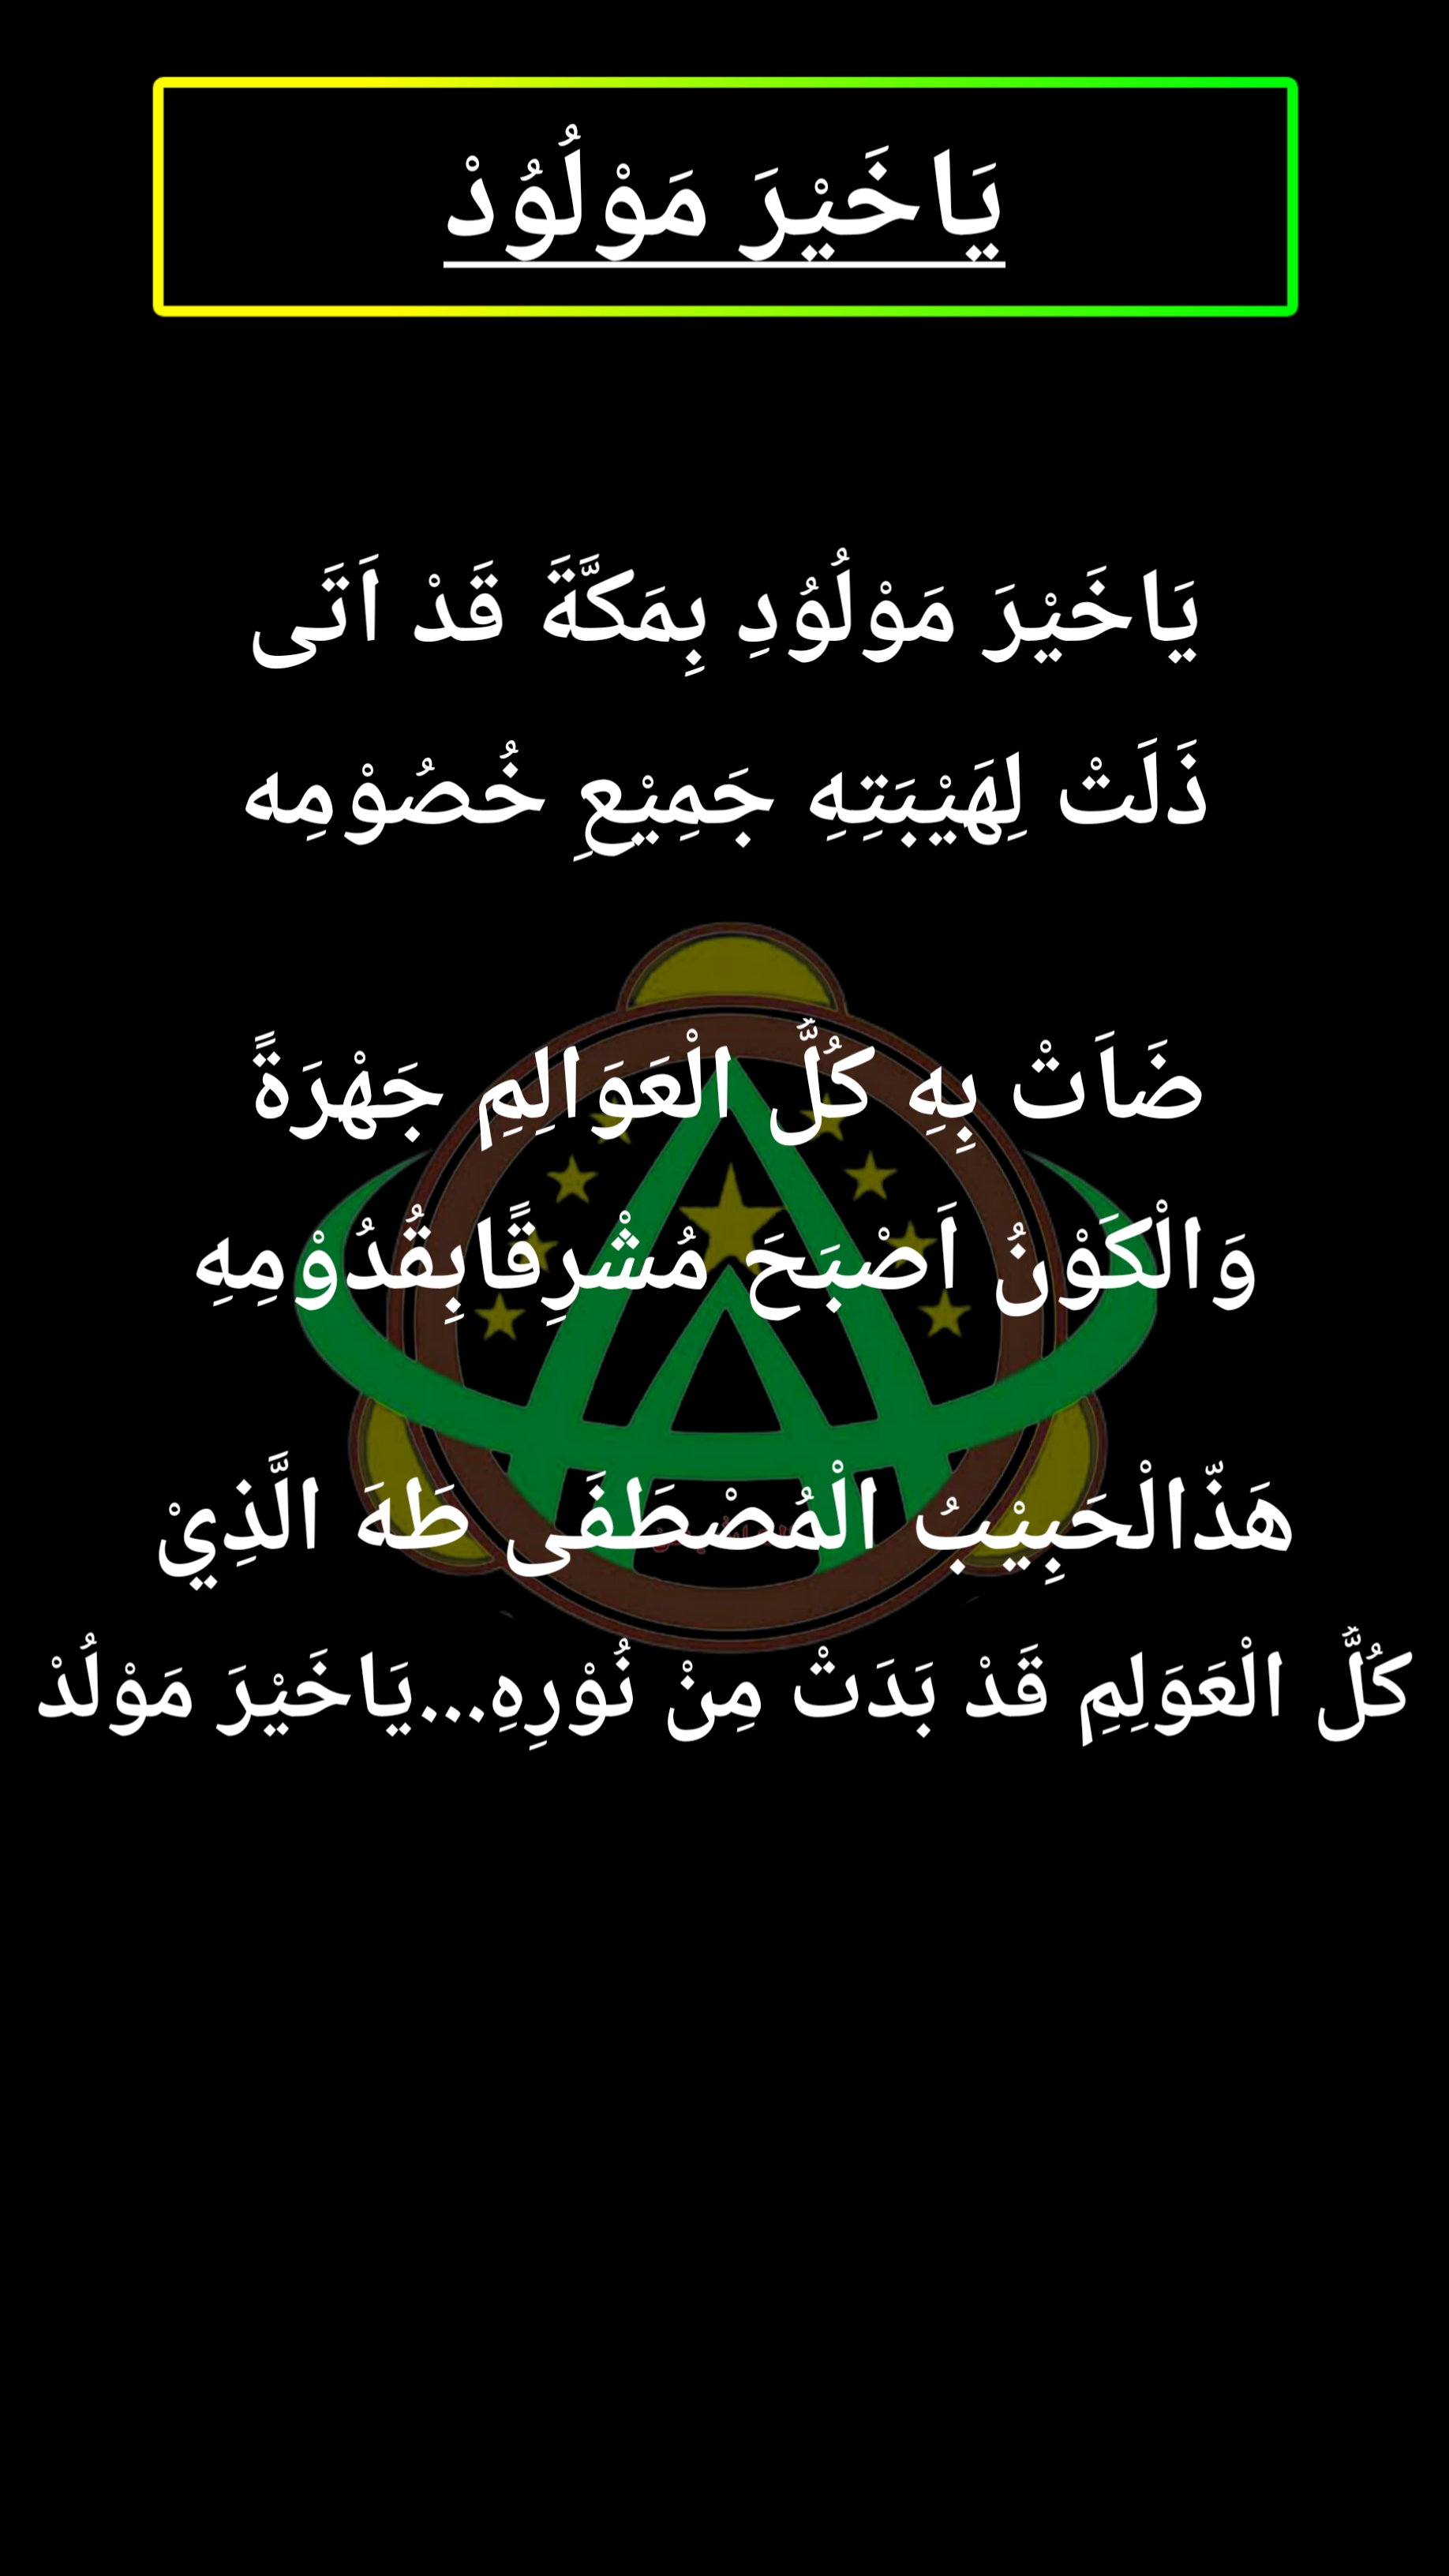 يَاخَيْرَ مَوْلُوُدْ
يَاخَيْرَ مَوْلُوُدِ بِمَكَّةَ قَدْ اَتَى
ذَلَتْ لِهَيْبَتِهِ جَمِيْعِ خُصُوْمِه
ضَاَتْ بِهِ كُلُّ الْعَوَالِمِ جَهْرَةً
وَالْكَوْنُ اَصْبَحَ مُشْرِقًابِقُدُوْمِهِ
هَذّالْحَبِيْبُ الْمُصْطَفَى طَهَ الَّذِيْ
كُلُّ الْعَوَلِمِ قَدْ بَدَتْ مِنْ نُوْرِهِ...يَاخَيْرَ مَوْلُدْ